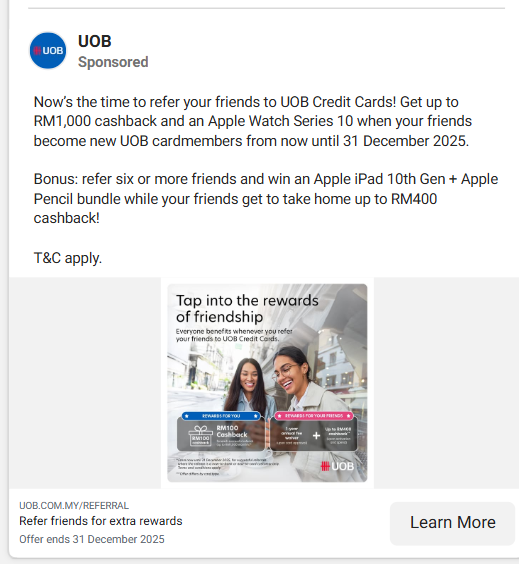 UOB
Sponsored
UOB
Now's the time to refer your friends to UOB Credit Cards! Get up to
RM1,000 cashback and an Apple Watch Series 10 when your friends
become new UOB cardmembers from now until 31 December 2025.
Bonus: refer six or more friends and win an Apple iPad 10th Gen + Apple
Pencil bundle while your friends get to take home up to RM400
cashback!
T&C apply.
Tap into the rewards
of friendship
Everyone benefits whenever you refer
your friends to UOB Credit Cards.
REWARDS FOR YOU
RM100
cashback
RM100
Cashback
REWARDS FOR YOUR FRIENDS
1-year
annual fee
waiver
+
Up to RM400
cashback
UOB
UOB.COM.MY/REFERRAL
Refer friends for extra rewards
Offer ends 31 December 2025
Learn More